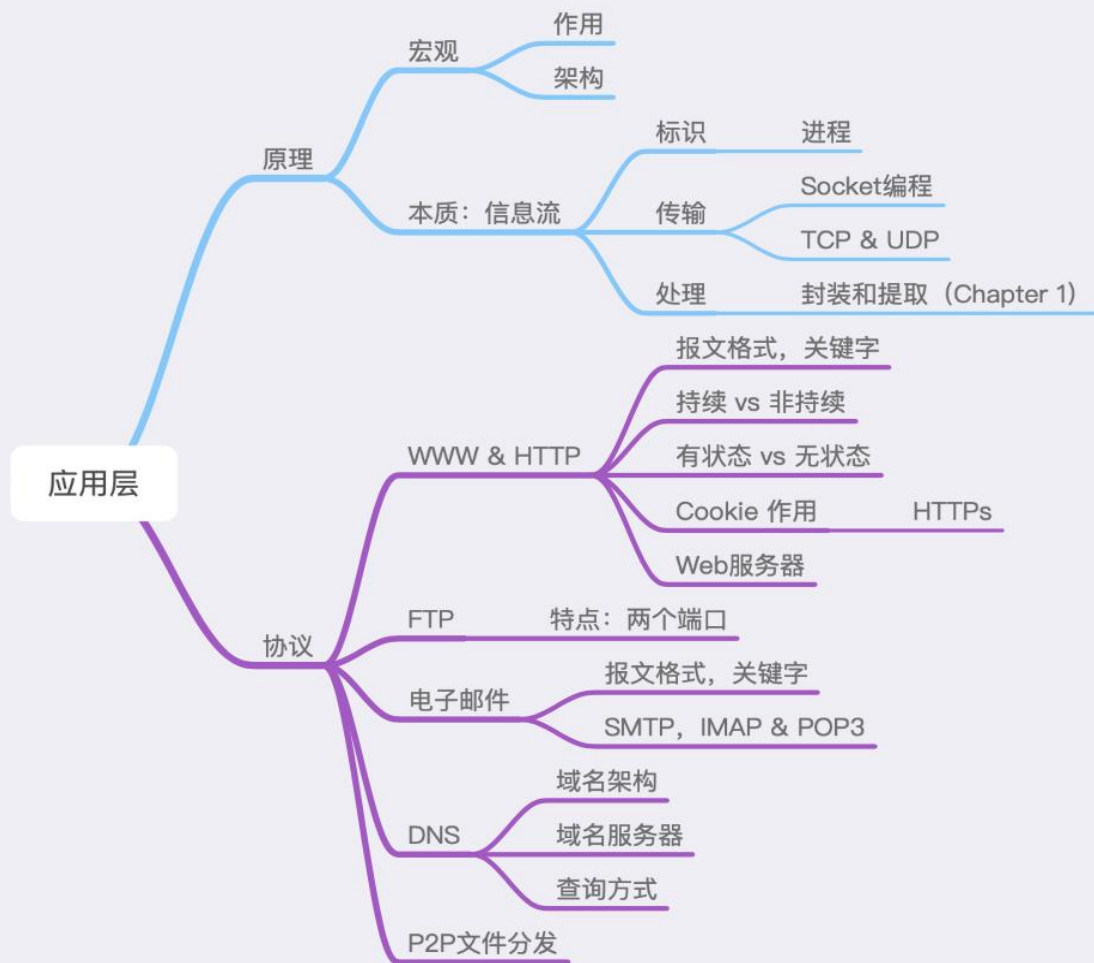 应用层
原理
宏观
作用
架构
本质：信息流
标识
进程
传输
Socket编程
TCP & UDP
处理
封装和提取（Chapter 1）
协议
WWW & HTTP
报文格式，关键字
持续 vs 非持续
有状态 vs 无状态
Cookie 作用
HTTPs
Web服务器
FTP
特点：两个端口
电子邮件
报文格式，关键字
SMTP，IMAP & POP3
DNS
域名架构
域名服务器
查询方式
P2P文件分发